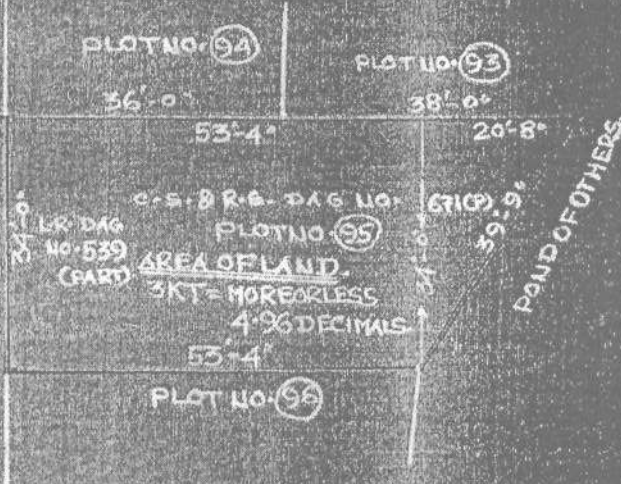 PLOT NO. 94
PLOT NO. 93
36'-0"
38'-0"
53'-4"
20'-8"
C.S. & R.S. DAG NO. 671(P)
PLOT NO. 95
L.R. DAG
NO. 539
(PART)
AREA OF LAND.
3KT = MORE OR LESS
4.96 DECIMALS
39'-9"
POND OF OTHERS
53'-4"
PLOT NO. 96